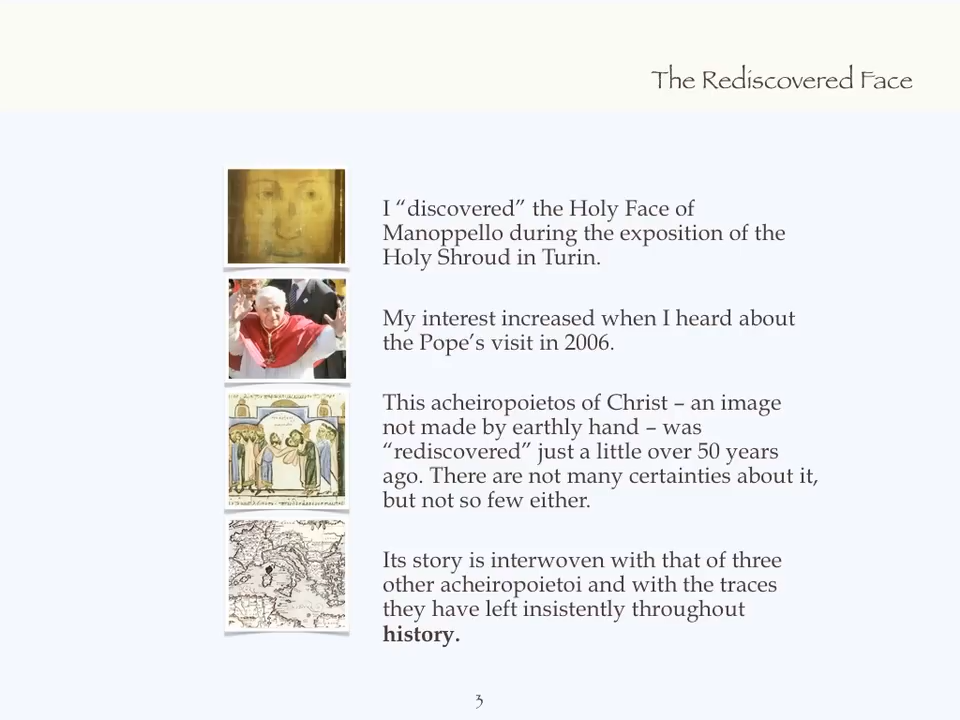 The Rediscovered Face
I “discovered” the Holy Face of
Manoppello during the exposition of the
Holy Shroud in Turin.
My interest increased when I heard about
the Pope’s visit in 2006.
This acheiropoietos of Christ – an image
not made by earthly hand – was
“rediscovered” just a little over 50 years
ago. There are not many certainties about it,
but not so few either.
Its story is interwoven with that of three
other acheiropoietoi and with the traces
they have left insistently throughout
history.
3